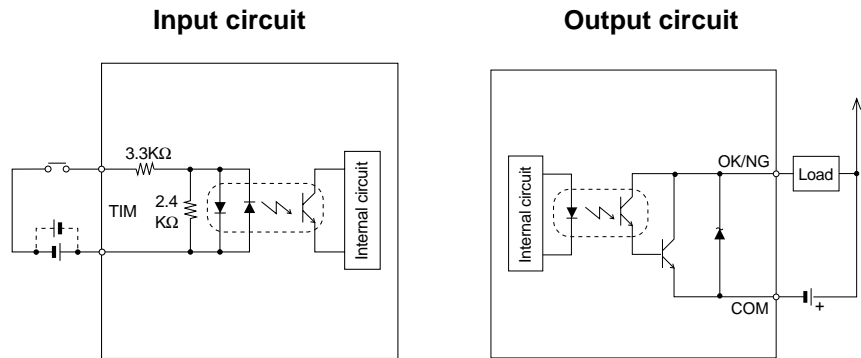 Input circuit
Output circuit
3.3KΩ
2.4
KΩ
TIM
Internal circuit
Internal circuit
OK/NG
Load
COM
+